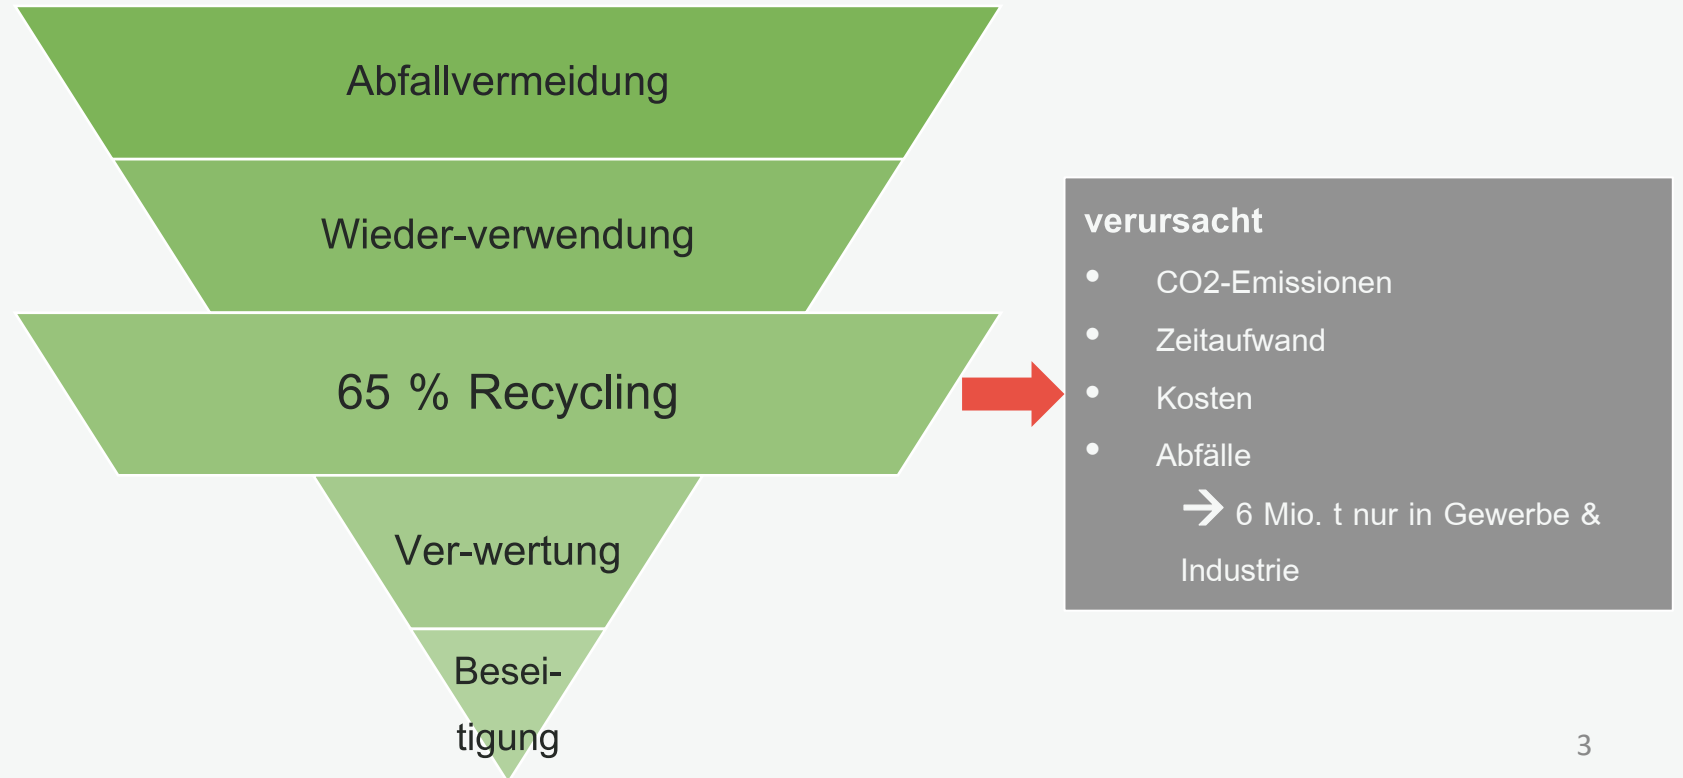 Abfallvermeidung
Wieder-verwendung
65 % Recycling
Ver-wertung
Besei-
tigung
verursacht
• CO2-Emissionen
• Zeitaufwand
• Kosten
• Abfälle
→ 6 Mio. t nur in Gewerbe &
Industrie
3